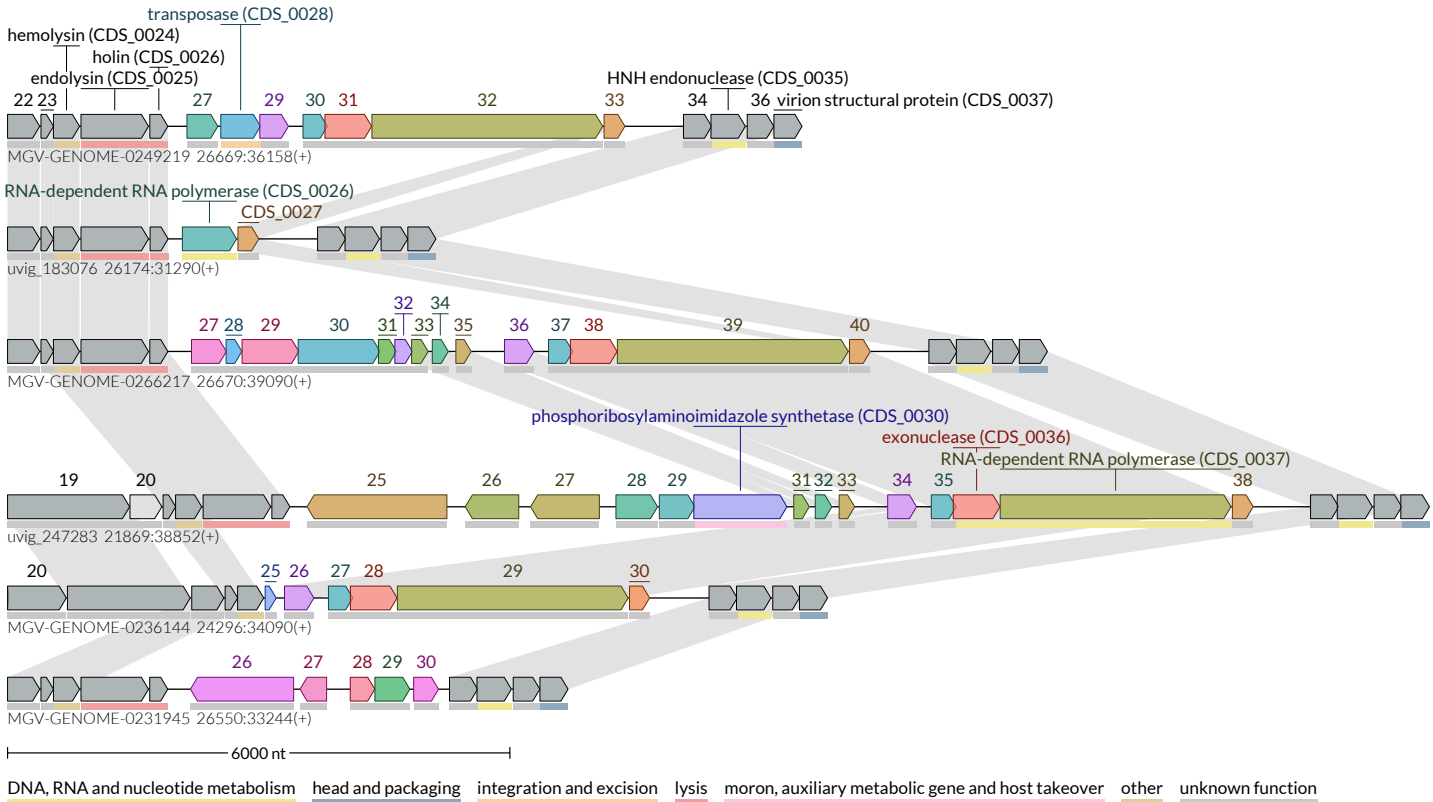 transposase (CDS_0028)
hemolysin (CDS_0024)
holin (CDS_0026)
endolysin (CDS_0025) HNH endonuclease (CDS_0035)
22 23 27 29 30 31 32 33 34 36 virion structural protein (CDS_0037)
MGV-GENOME-0249219 26669:36158(+)
RNA-dependent RNA polymerase (CDS_0026)
CDS_0027
uvig_183076 26174:31290(+)
32 34
27 28 29 30 31 33 35 36 37 38 39 40
MGV-GENOME-0266217 26670:39090(+)
phosphoribosylaminoimidazole synthetase (CDS_0030)
exonuclease (CDS_0036)
RNA-dependent RNA polymerase (CDS_0037)
19 20 25 26 27 28 29 31 32 33 34 35 38
uvig_247283 21869:38852(+)
20 25 26 27 28 29 30
MGV-GENOME-0236144 24296:34090(+)
26 27 28 29 30
MGV-GENOME-0231945 26550:33244(+)
6000 nt
DNA, RNA and nucleotide metabolism head and packaging integration and excision lysis moron, auxiliary metabolic gene and host takeover other unknown function